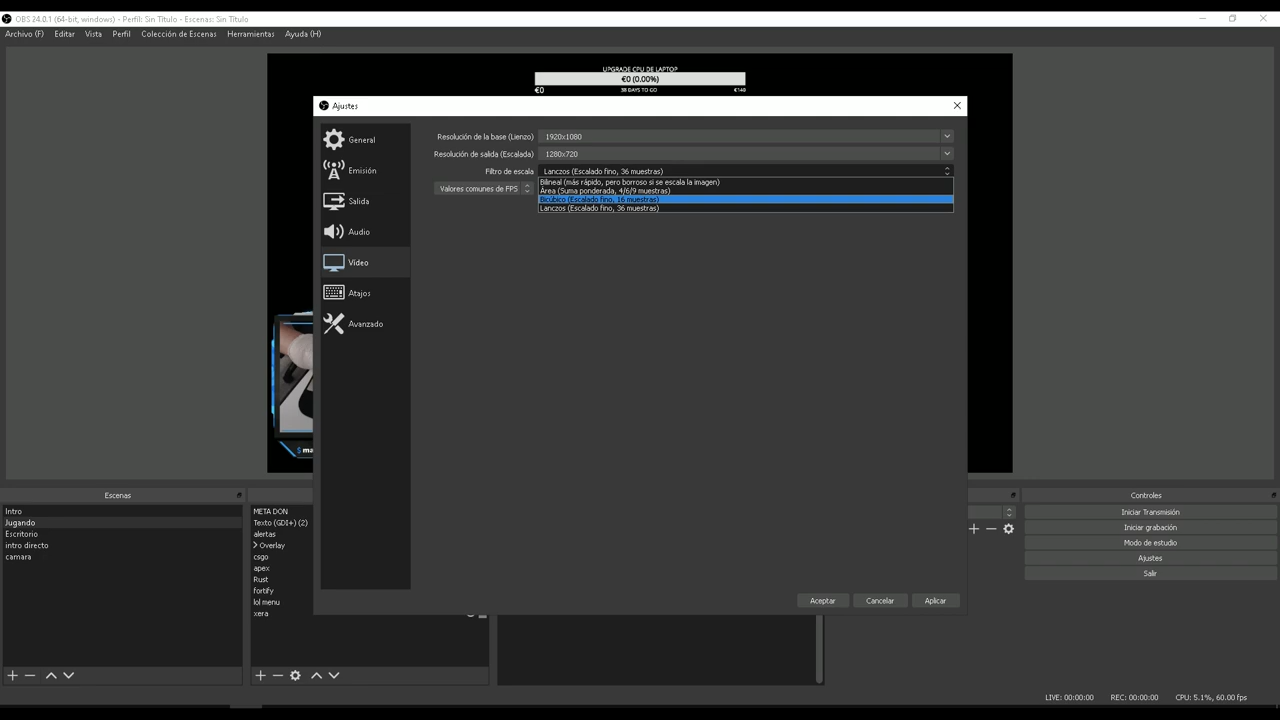 OBS 24.0.1 (64-bit, windows) - Perfil: Sin Título - Escenas: Sin Título
Archivo (F) Editar Vista Perfil Colección de Escenas Herramientas Ayuda (H)
UPGRADE CPU DE LAPTOP
€0 (0.00%)
€0 38 DAYS TO GO €140
Ajustes
General
Emisión
Salida
Audio
Vídeo
Atajos
Avanzado
Resolución de la base (Lienzo) 1920x1080
Resolución de salida (Escalada) 1280x720
Filtro de escala Lanczos (Escalado fino, 36 muestras)
Valores comunes de FPS
Bilineal (más rápido, pero borroso si se escala la imagen)
Área (Suma ponderada, 4/6/9 muestras)
Bicúbico (Escalado fino, 16 muestras)
Lanczos (Escalado fino, 36 muestras)
Aceptar Cancelar Aplicar
Escenas
Intro
Jugando
Escritorio
intro directo
camara
META DON
Texto (GDI+) (2)
alertas
Overlay
csgo
apex
Rust
fortify
lol menu
xera
Controles
Iniciar Transmisión
Iniciar grabación
Modo de estudio
Ajustes
Salir
LIVE: 00:00:00 REC: 00:00:00 CPU: 5.1%, 60.00 fps